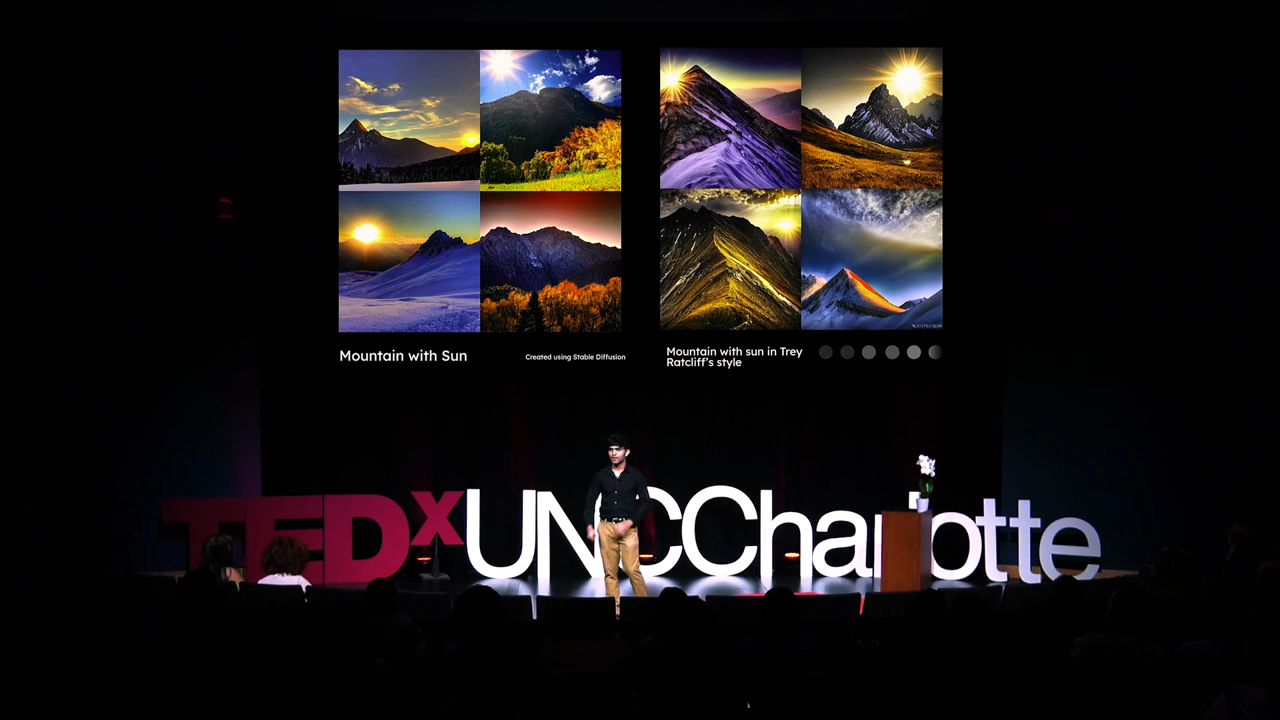 Mountain with Sun
Created using Stable Diffusion
Mountain with sun in Trey
Ratcliff's style
TEDxUNCCharlotte